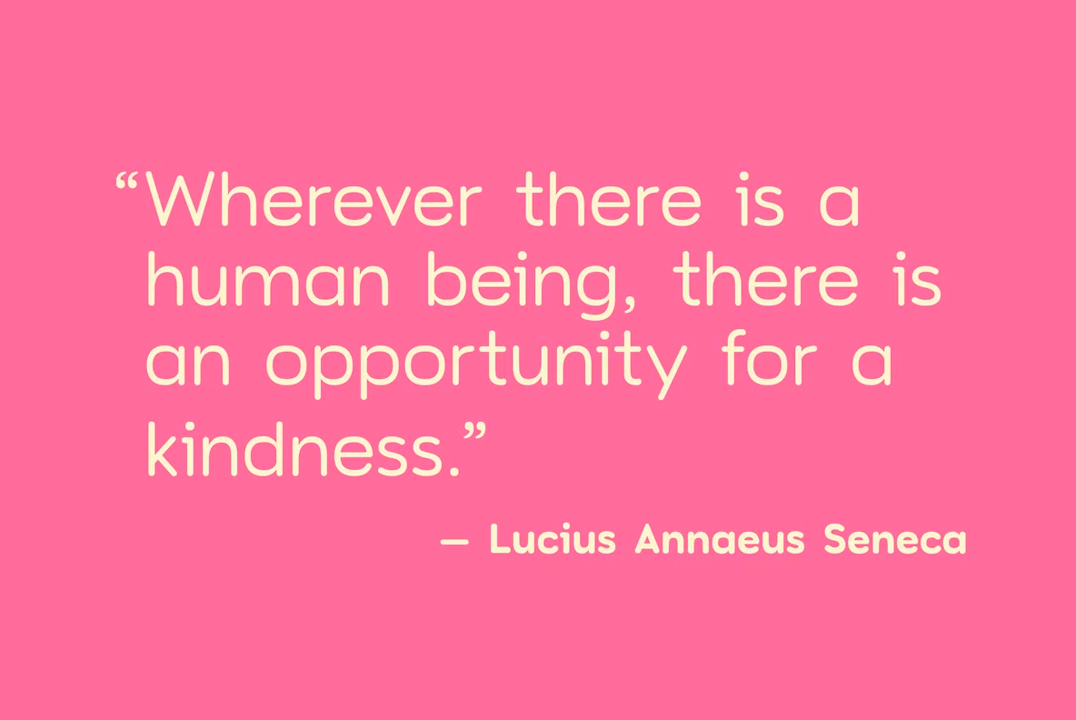 “Wherever there is a
human being, there is
an opportunity for a
kindness.”
— Lucius Annaeus Seneca